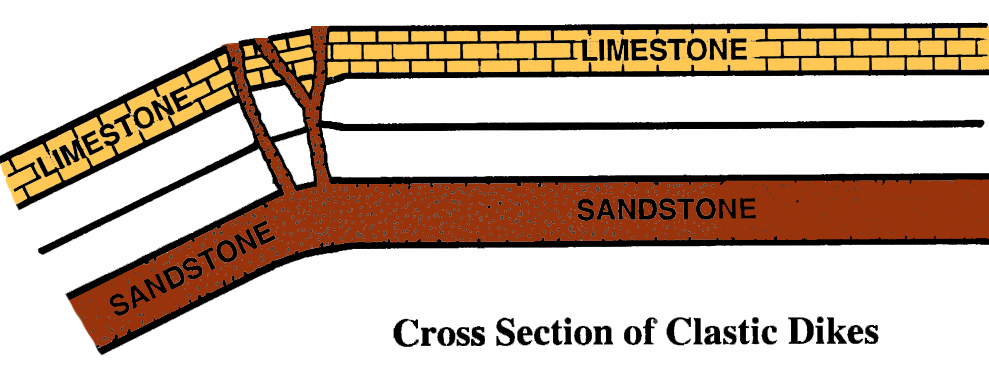 LIMESTONE
LIMESTONE
SANDSTONE
SANDSTONE
Cross Section of Clastic Dikes